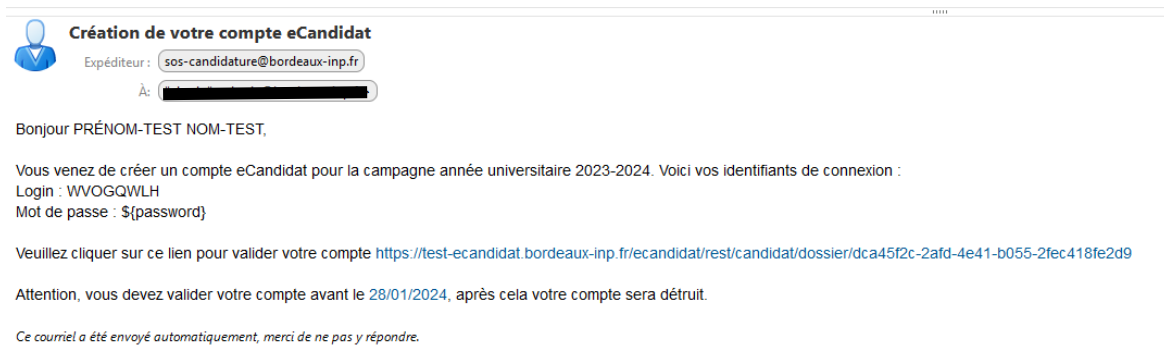 Création de votre compte eCandidat
Expéditeur : sos-candidature@bordeaux-inp.fr
À:
Bonjour PRÉNOM-TEST NOM-TEST,
Vous venez de créer un compte eCandidat pour la campagne année universitaire 2023-2024. Voici vos identifiants de connexion :
Login : WVOGQWLH
Mot de passe : ${password}
Veuillez cliquer sur ce lien pour valider votre compte https://test-ecandidat.bordeaux-inp.fr/ecandidat/rest/candidat/dossier/dca45f2c-2afd-4e41-b055-2fec418fe2d9
Attention, vous devez valider votre compte avant le 28/01/2024, après cela votre compte sera détruit.
Ce courriel a été envoyé automatiquement, merci de ne pas y répondre.